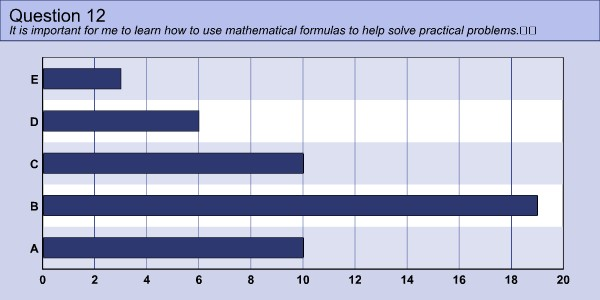 Question 12
It is important for me to learn how to use mathematical formulas to help solve practical problems.
E
D
C
B
A
0 2 4 6 8 10 12 14 16 18 20